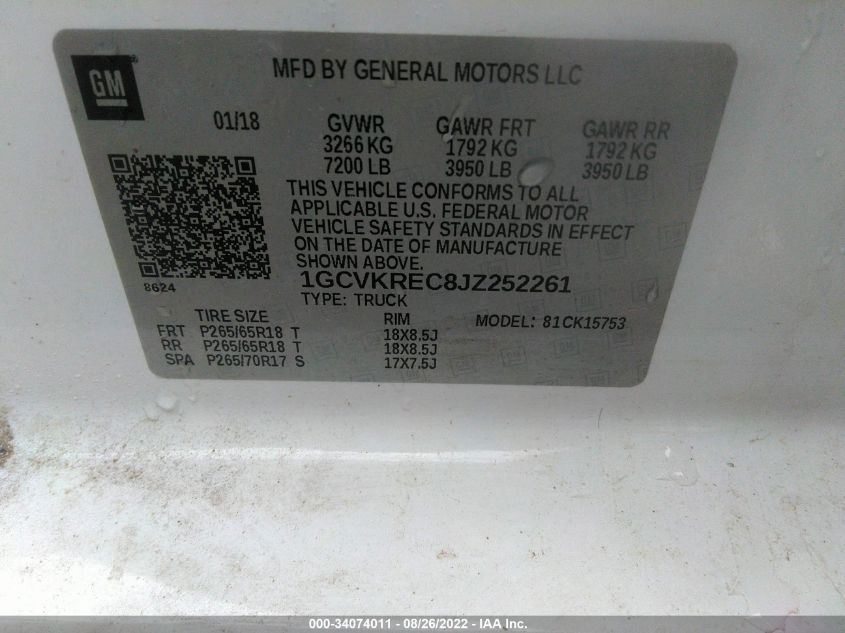 GM
MFD BY GENERAL MOTORS LLC
01/18 GVWR GAWR FRT GAWR RR
3266 KG 1792 KG 1792 KG
7200 LB 3950 LB 3950 LB
THIS VEHICLE CONFORMS TO ALL
APPLICABLE U.S. FEDERAL MOTOR
VEHICLE SAFETY STANDARDS IN EFFECT
ON THE DATE OF MANUFACTURE
SHOWN ABOVE.
8624
1GCVKREC8JZ252261
TYPE: TRUCK
TIRE SIZE RIM MODEL: 81CK15753
FRT P265/65R18 T 18X8.5J
RR P265/65R18 T 18X8.5J
SPA P265/70R17 S 17X7.5J
000-34074011 - 08/26/2022 - IAA Inc.